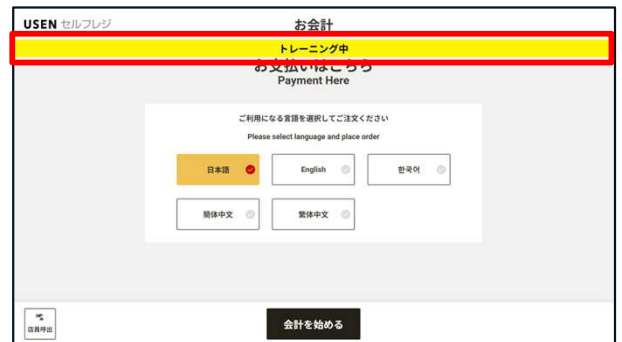 USEN セルフレジ
お会計
トレーニング中
お支払いはこちら
Payment Here
ご利用になる言語を選択してご注文ください
Please select language and place order
日本語
English
한국어
簡体中文
繁体中文
店員呼出
会計を始める